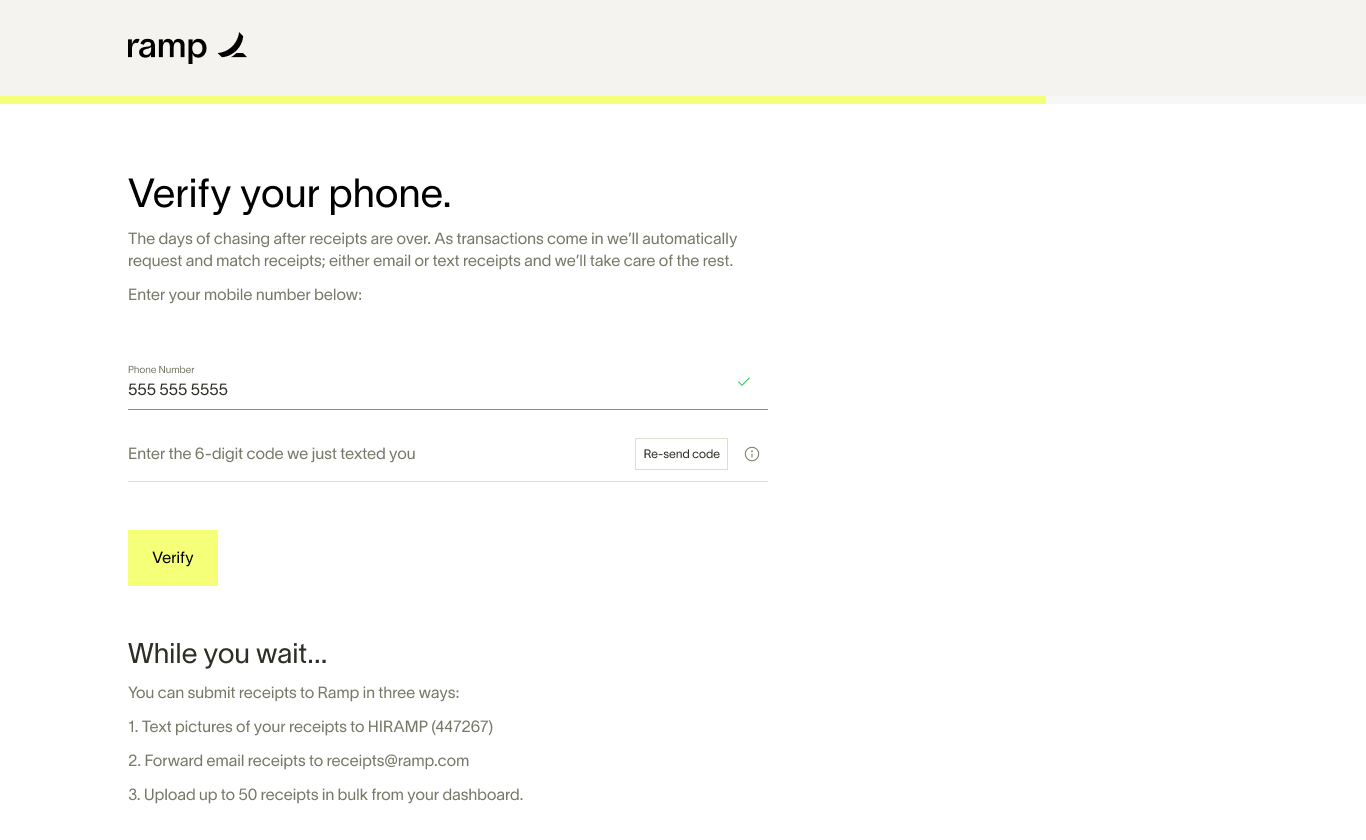 ramp
Verify your phone.
The days of chasing after receipts are over. As transactions come in we’ll automatically
request and match receipts; either email or text receipts and we’ll take care of the rest.
Enter your mobile number below:
Phone Number
555 555 5555
Enter the 6-digit code we just texted you
Re-send code
Verify
While you wait...
You can submit receipts to Ramp in three ways:
1. Text pictures of your receipts to HIRAMP (447267)
2. Forward email receipts to receipts@ramp.com
3. Upload up to 50 receipts in bulk from your dashboard.